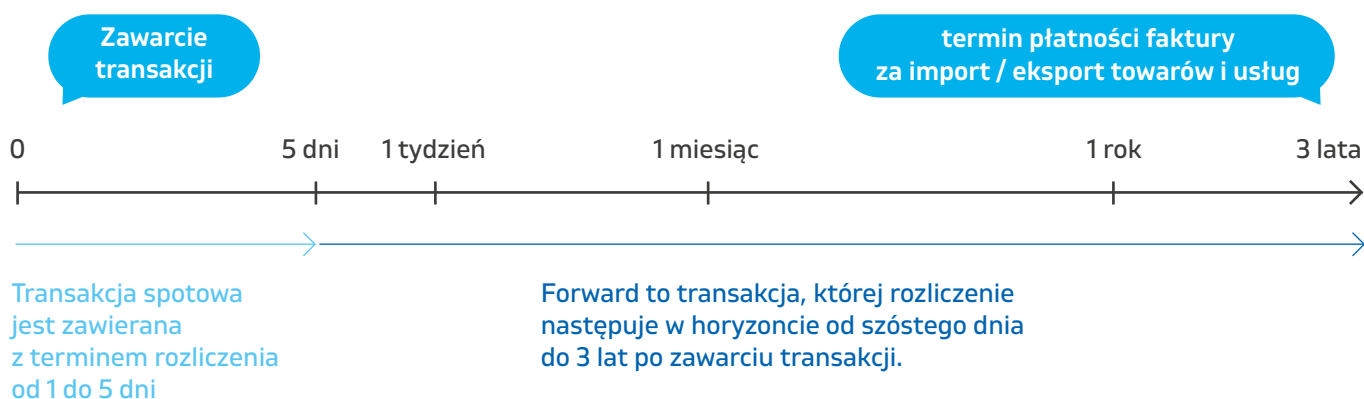 Zawarcie
transakcji
termin płatności faktury
za import / eksport towarów i usług
0
5 dni
1 tydzień
1 miesiąc
1 rok
3 lata
Transakcja spotowa
jest zawierana
z terminem rozliczenia
od 1 do 5 dni
Forward to transakcja, której rozliczenie
następuje w horyzoncie od szóstego dnia
do 3 lat po zawarciu transakcji.